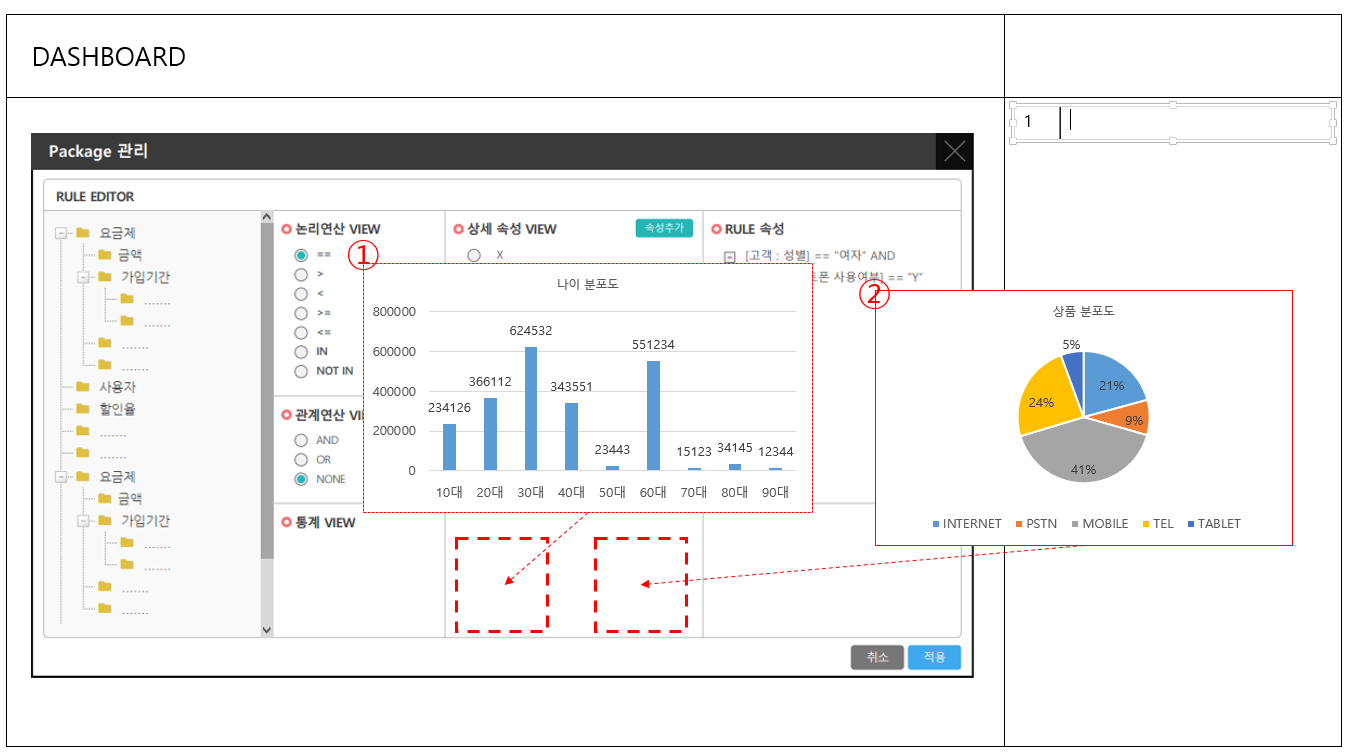 DASHBOARD
1
Package 관리
RULE EDITOR
요금제
금액
가입기간
.......
.......
.......
.......
사용자
할인율
.......
.......
요금제
금액
가입기간
.......
.......
.......
.......
논리연산 VIEW
==
>
<
>=
<=
IN
NOT IN
관계연산 VI
AND
OR
NONE
통계 VIEW
상세 속성 VIEW
속성추가
X
RULE 속성
[고객 : 성별] == "여자" AND
폰 사용여부] == "Y"
①
나이 분포도
800000
600000
400000
200000
0
234126
366112
624532
343551
23443
551234
15123
34145
12344
10대 20대 30대 40대 50대 60대 70대 80대 90대
②
상품 분포도
5%
21%
24%
9%
41%
INTERNET PSTN MOBILE TEL TABLET
취소 적용